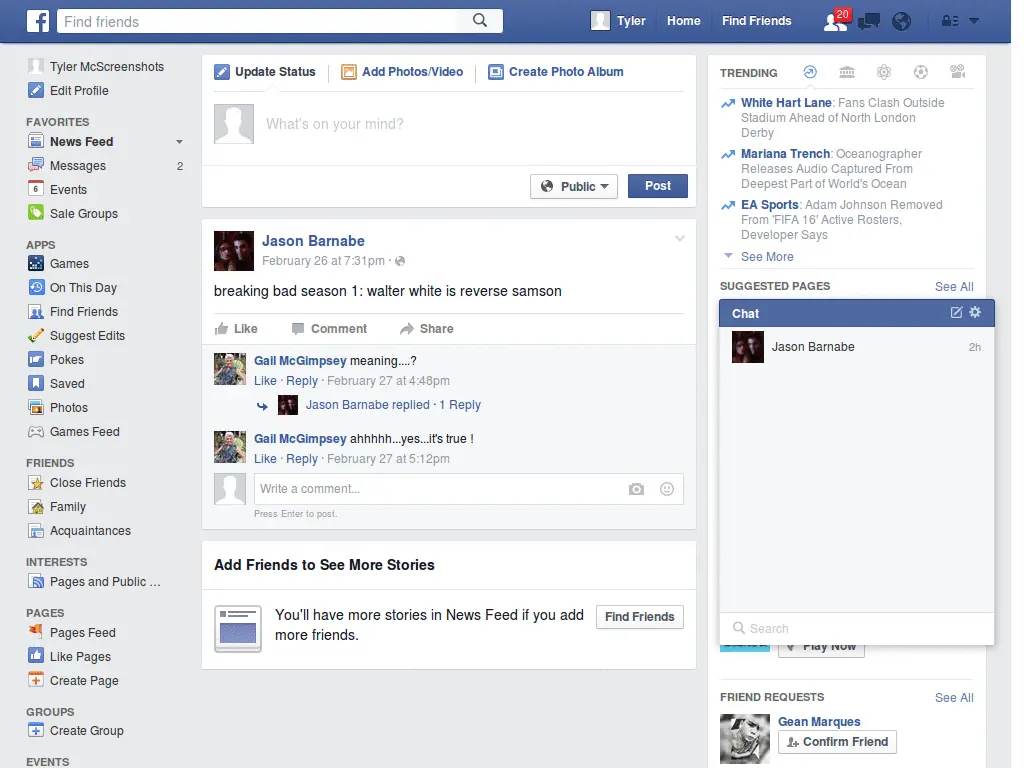 f
Find friends
Tyler
Home
Find Friends
20
Tyler McScreenshots
Edit Profile
FAVORITES
News Feed
Messages
2
6
Events
Sale Groups
APPS
Games
On This Day
Find Friends
Suggest Edits
Pokes
Saved
Photos
Games Feed
FRIENDS
Close Friends
Family
Acquaintances
INTERESTS
Pages and Public ...
PAGES
Pages Feed
Like Pages
Create Page
GROUPS
Create Group
EVENTS
Update Status
Add Photos/Video
Create Photo Album
What's on your mind?
Public
Post
Jason Barnabe
February 26 at 7:31pm ·
breaking bad season 1: walter white is reverse samson
Like
Comment
Share
Gail McGimpsey meaning....?
Like · Reply · February 27 at 4:48pm
Jason Barnabe replied · 1 Reply
Gail McGimpsey ahhhhh...yes...it's true !
Like · Reply · February 27 at 5:12pm
Write a comment...
Press Enter to post.
Add Friends to See More Stories
You'll have more stories in News Feed if you add
more friends.
Find Friends
TRENDING
White Hart Lane: Fans Clash Outside
Stadium Ahead of North London
Derby
Mariana Trench: Oceanographer
Releases Audio Captured From
Deepest Part of World's Ocean
EA Sports: Adam Johnson Removed
From 'FIFA 16' Active Rosters,
Developer Says
See More
SUGGESTED PAGES
See All
Chat
Jason Barnabe
2h
Search
Play Now
FRIEND REQUESTS
See All
Gean Marques
Confirm Friend